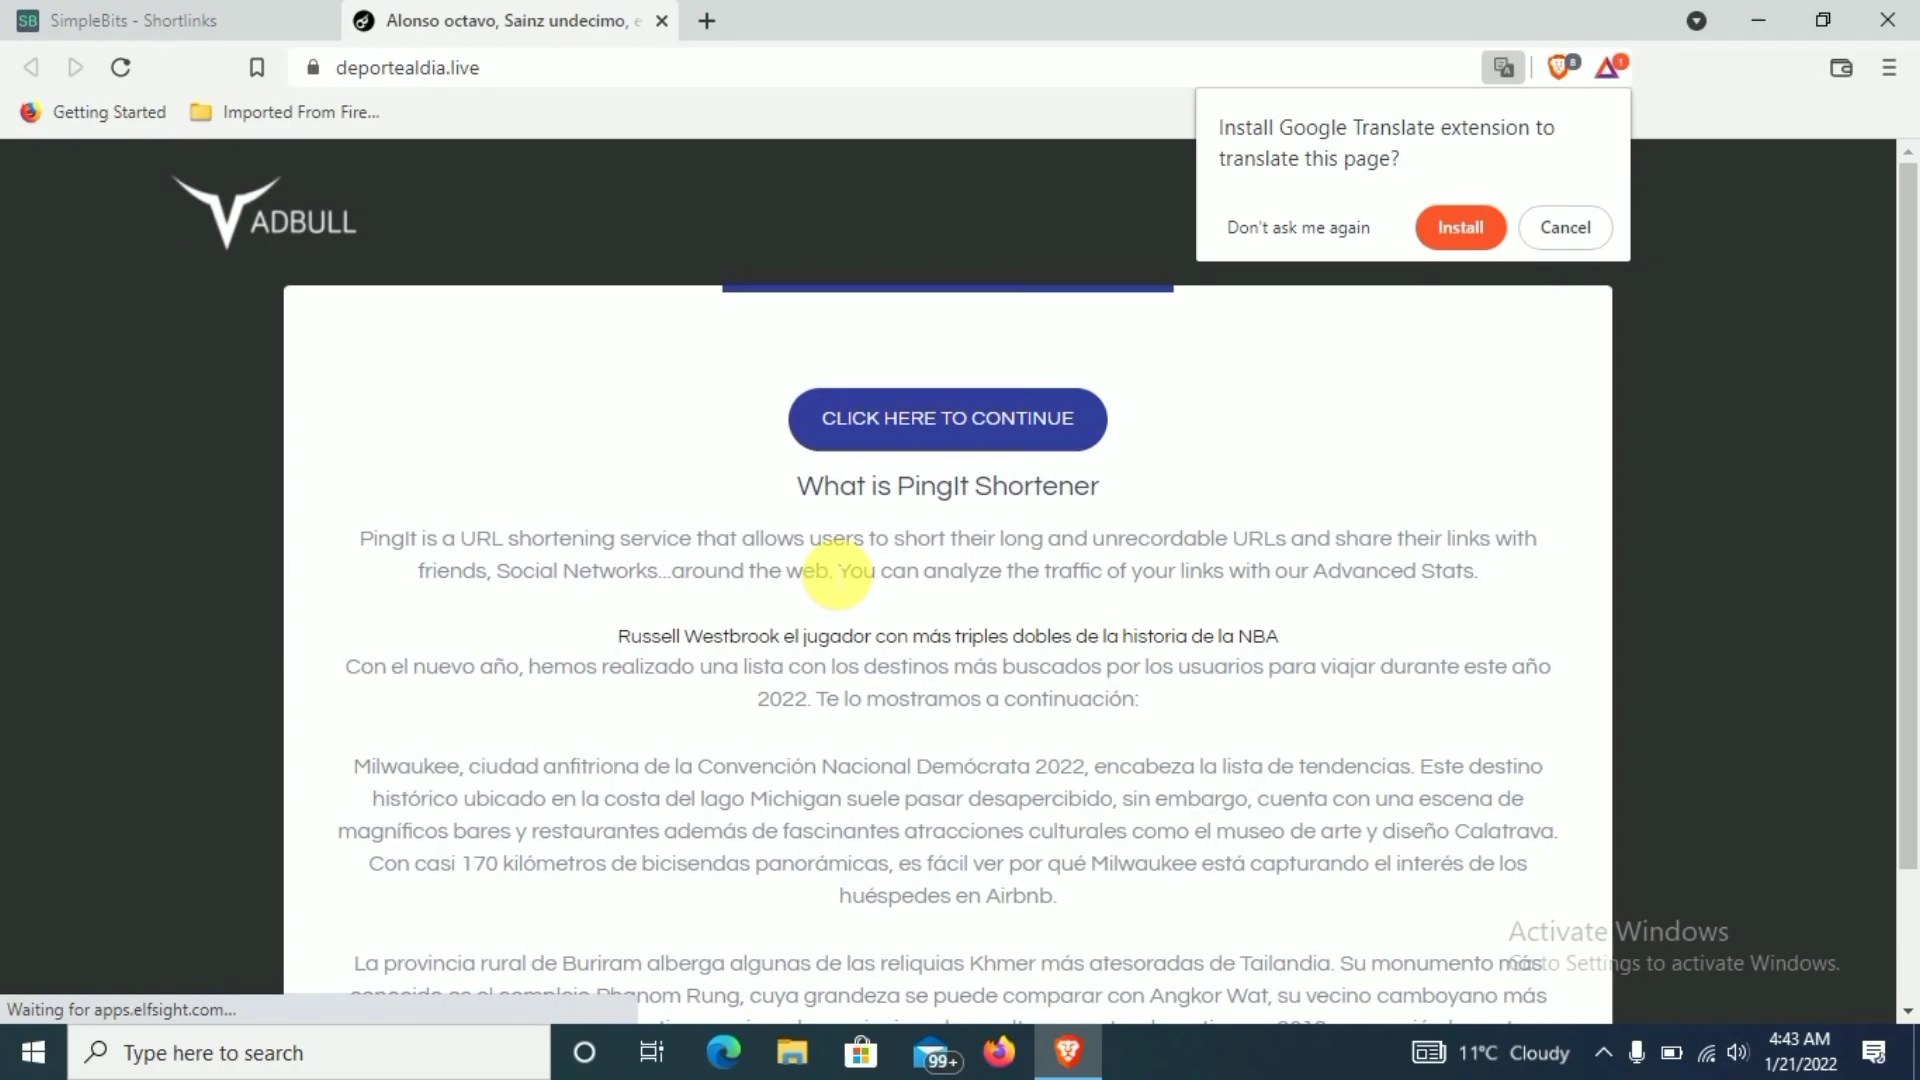 SB SimpleBits - Shortlinks
Alonso octavo, Sainz undecimo, e
deportealdia.live
8
1
Getting Started
Imported From Fire...
Install Google Translate extension to
translate this page?
Don't ask me again
Install
Cancel
ADBULL
CLICK HERE TO CONTINUE
What is PingIt Shortener
PingIt is a URL shortening service that allows users to short their long and unrecordable URLs and share their links with
friends, Social Networks...around the web. You can analyze the traffic of your links with our Advanced Stats.
Russell Westbrook el jugador con más triples dobles de la historia de la NBA
Con el nuevo año, hemos realizado una lista con los destinos más buscados por los usuarios para viajar durante este año
2022. Te lo mostramos a continuación:
Milwaukee, ciudad anfitriona de la Convención Nacional Demócrata 2022, encabeza la lista de tendencias. Este destino
histórico ubicado en la costa del lago Michigan suele pasar desapercibido, sin embargo, cuenta con una escena de
magníficos bares y restaurantes además de fascinantes atracciones culturales como el museo de arte y diseño Calatrava.
Con casi 170 kilómetros de bicisendas panorámicas, es fácil ver por qué Milwaukee está capturando el interés de los
huéspedes en Airbnb.
Activate Windows
La provincia rural de Buriram alberga algunas de las reliquias Khmer más atesoradas de Tailandia. Su monumento más
to Settings to activate Windows.
Phanom Rung, cuya grandeza se puede comparar con Angkor Wat, su vecino camboyano más
Waiting for apps.elfsight.com...
Type here to search
99+
11°C Cloudy
4:43 AM
1/21/2022